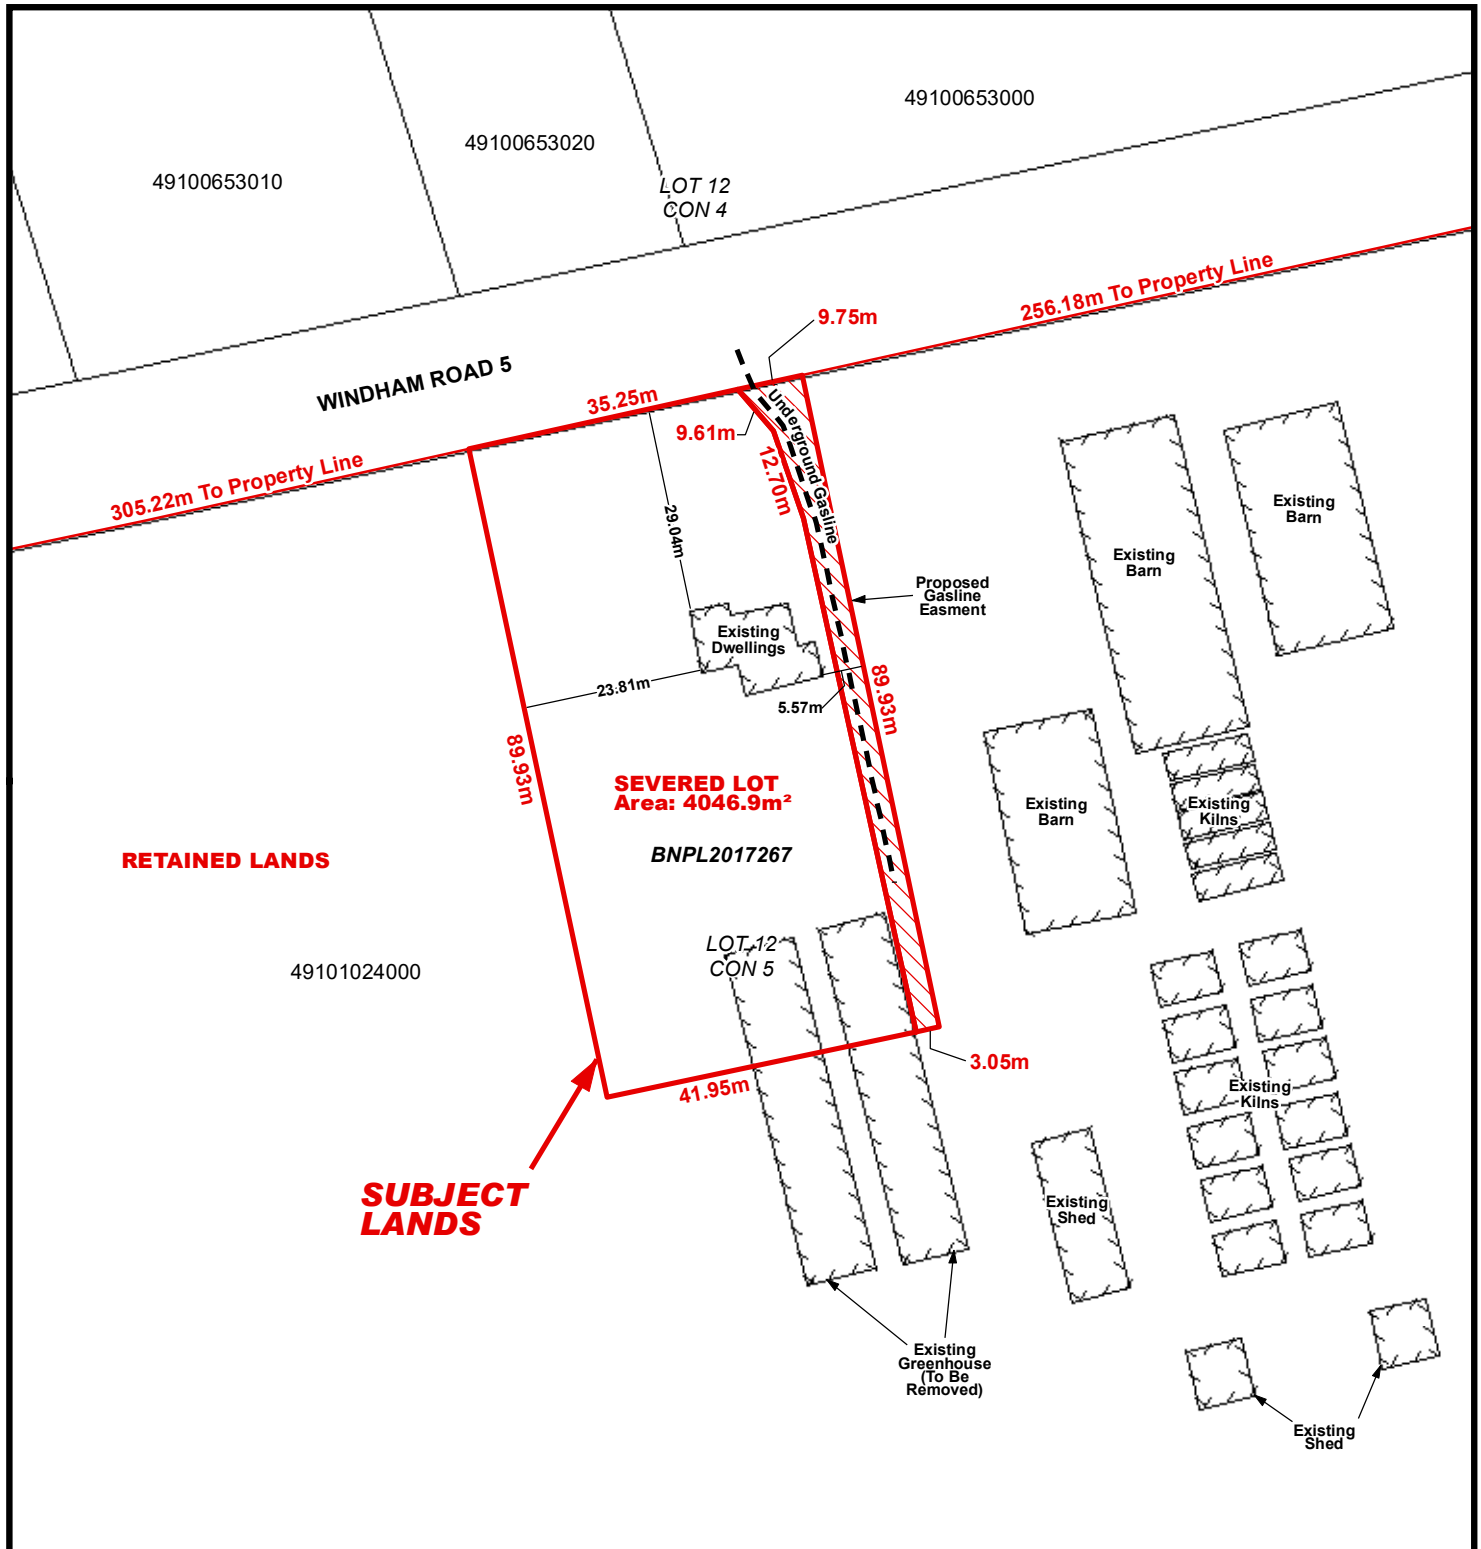 49100653000
49100653020
49100653010
LOT 12
CON 4
256.18m To Property Line
9.75m
WINDHAM ROAD 5
35.25m
9.61m
Underground Gasline
12.70m
305.22m To Property Line
29.04m
Existing
Barn
Existing
Barn
Proposed
Gasline
Easment
Existing
Dwellings
23.81m
5.57m
89.93m
89.93m
SEVERED LOT
Area: 4046.9m²
Existing
Barn
Existing
Kilns
BNPL2017267
RETAINED LANDS
LOT 12
CON 5
49101024000
3.05m
41.95m
Existing
Kilns
SUBJECT
LANDS
Existing
Shed
Existing
Greenhouse
(To Be
Removed)
Existing
Shed